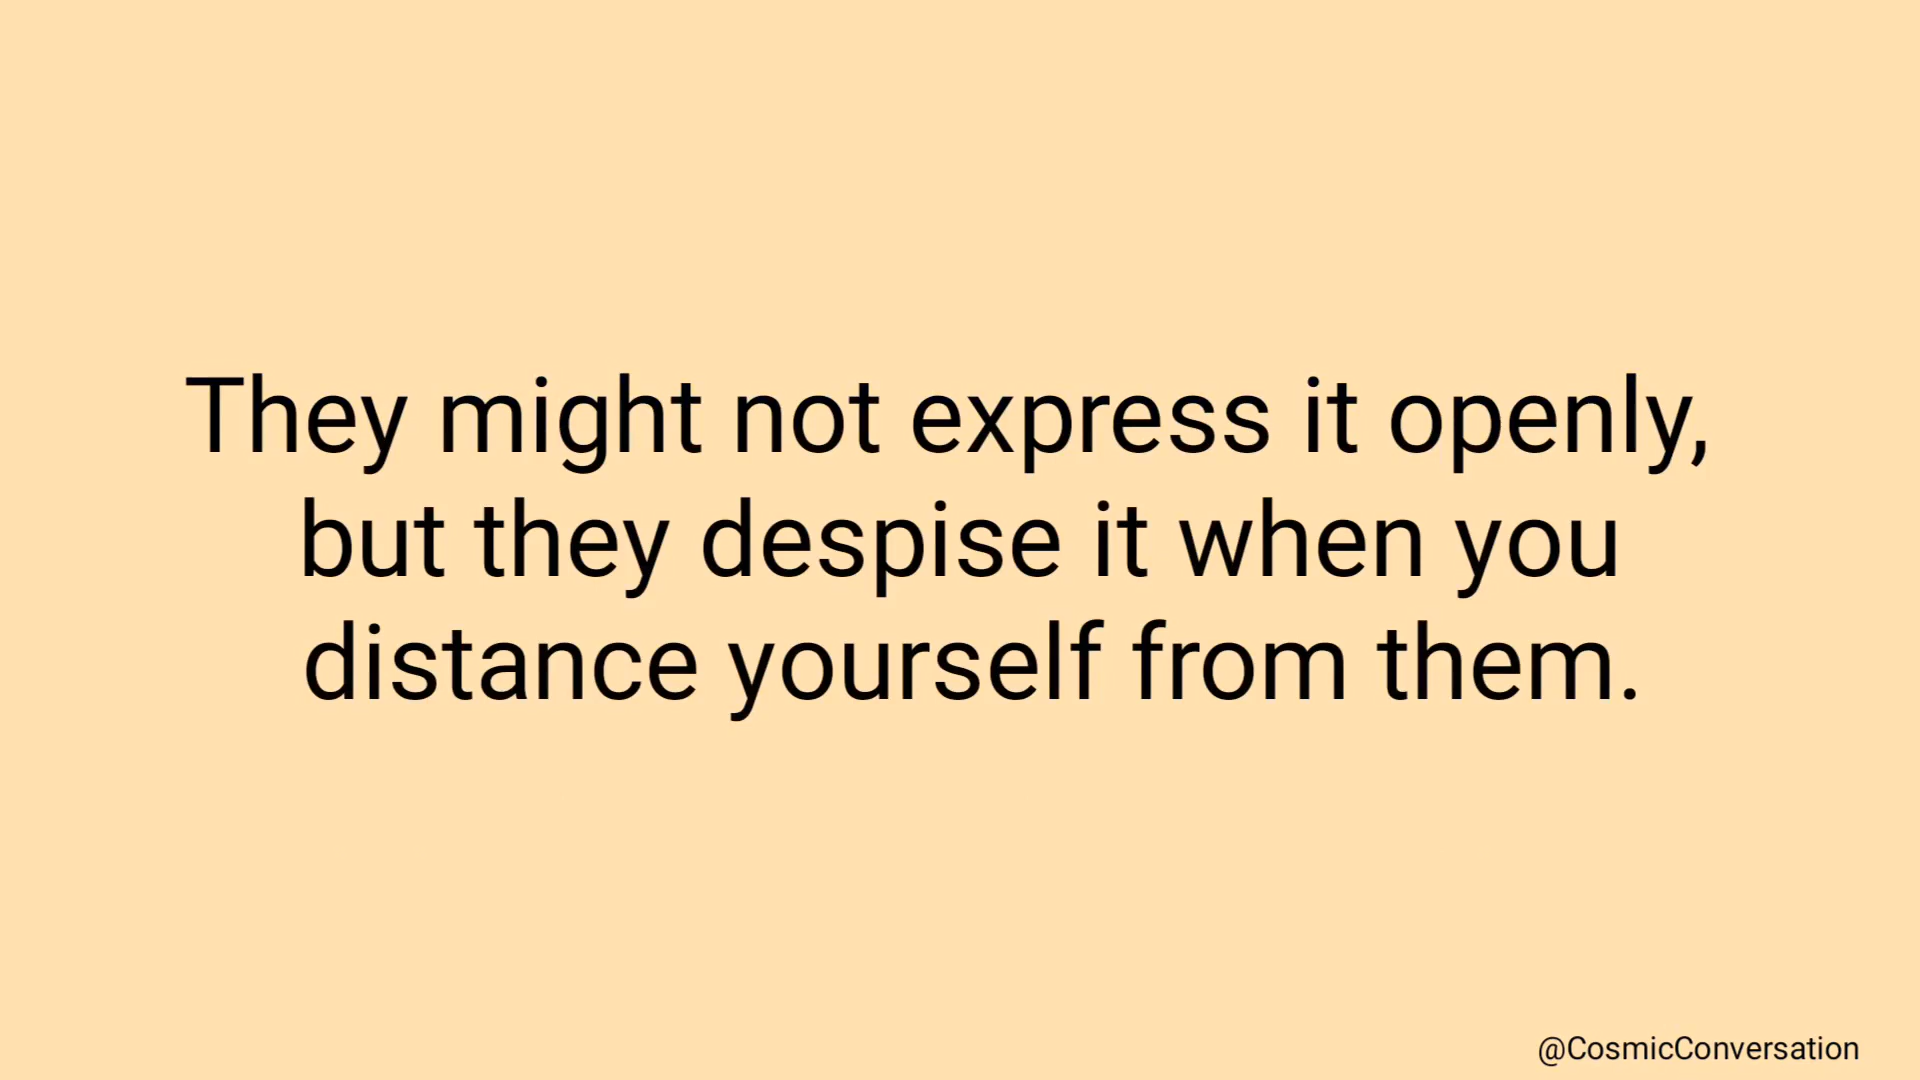 They might not express it openly,
but they despise it when you
distance yourself from them.
@CosmicConversation